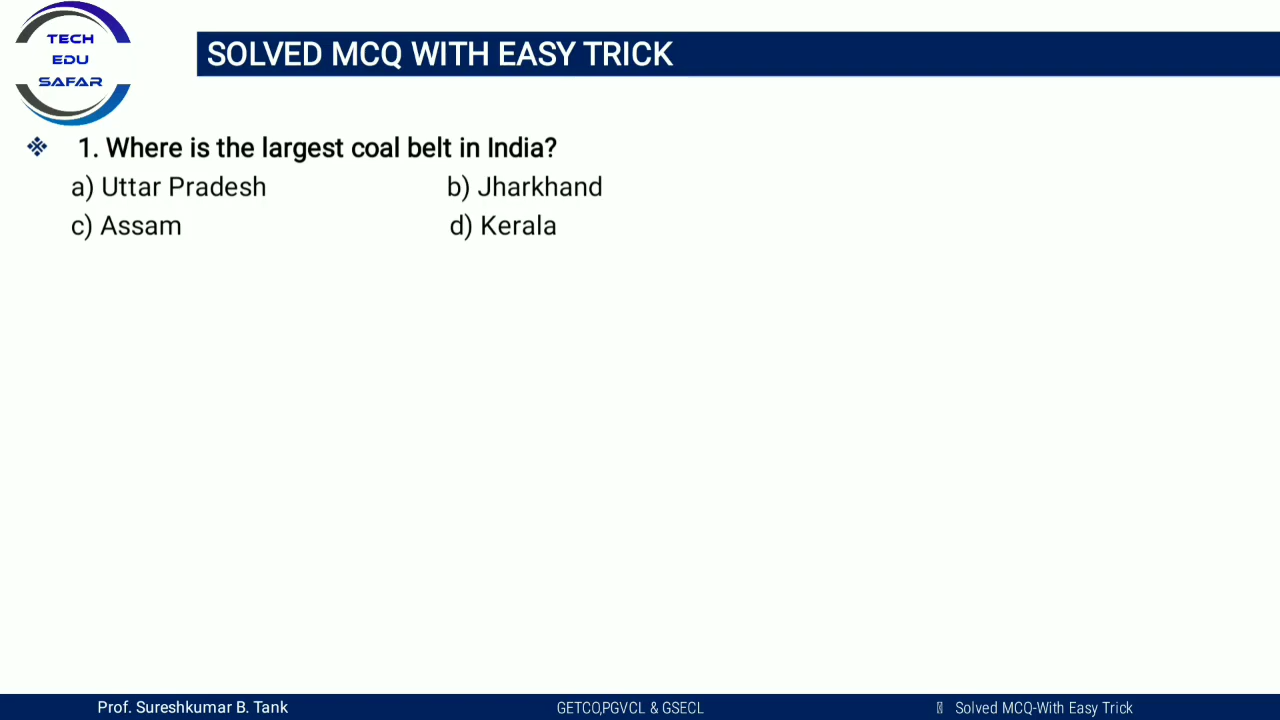 TECH
EDU
SAFAR
SOLVED MCQ WITH EASY TRICK
1. Where is the largest coal belt in India?
a) Uttar Pradesh b) Jharkhand
c) Assam d) Kerala
Prof. Sureshkumar B. Tank GETCO,PGVCL & GSECL Solved MCQ-With Easy Trick